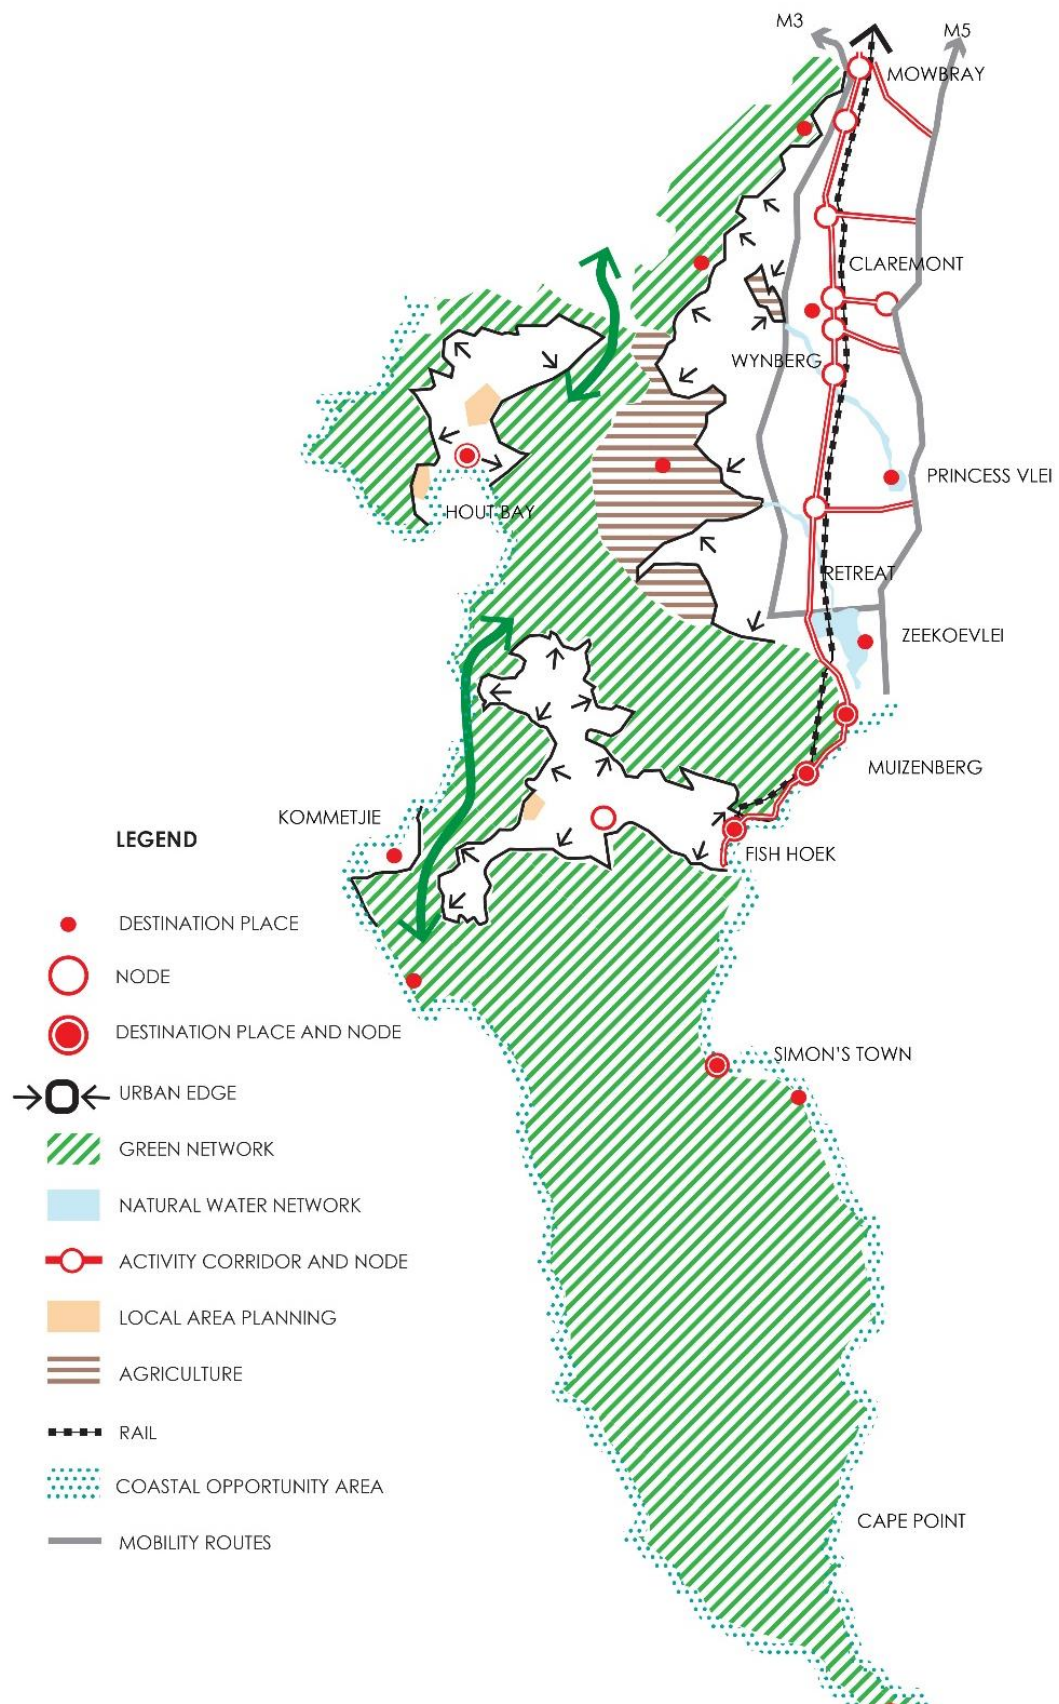 M3
M5
MOWBRAY
CLAREMONT
WYNBERG
PRINCESS VLEI
HOUT BAY
RETREAT
ZEEKOEVLEI
MUIZENBERG
KOMMETJIE
FISH HOEK
SIMON'S TOWN
CAPE POINT
LEGEND
DESTINATION PLACE
NODE
DESTINATION PLACE AND NODE
URBAN EDGE
GREEN NETWORK
NATURAL WATER NETWORK
ACTIVITY CORRIDOR AND NODE
LOCAL AREA PLANNING
AGRICULTURE
RAIL
COASTAL OPPORTUNITY AREA
MOBILITY ROUTES